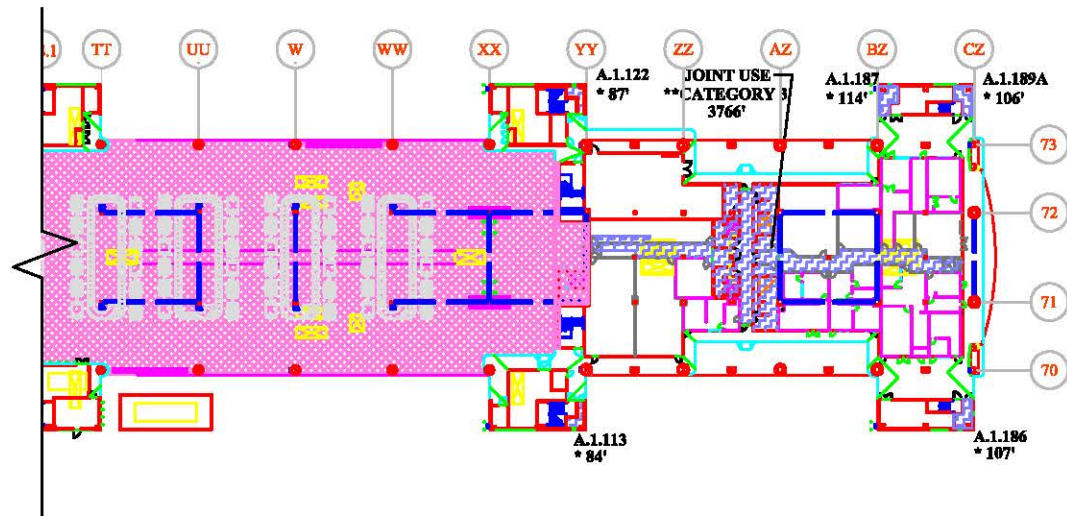 TT UU W WW XX YY ZZ AZ BZ CZ
A.1.122
* 87'
JOINT USE
**CATEGORY 3
3766'
A.1.187
* 114'
A.1.189A
* 106'
73
72
71
70
A.1.113
* 84'
A.1.186
* 107'